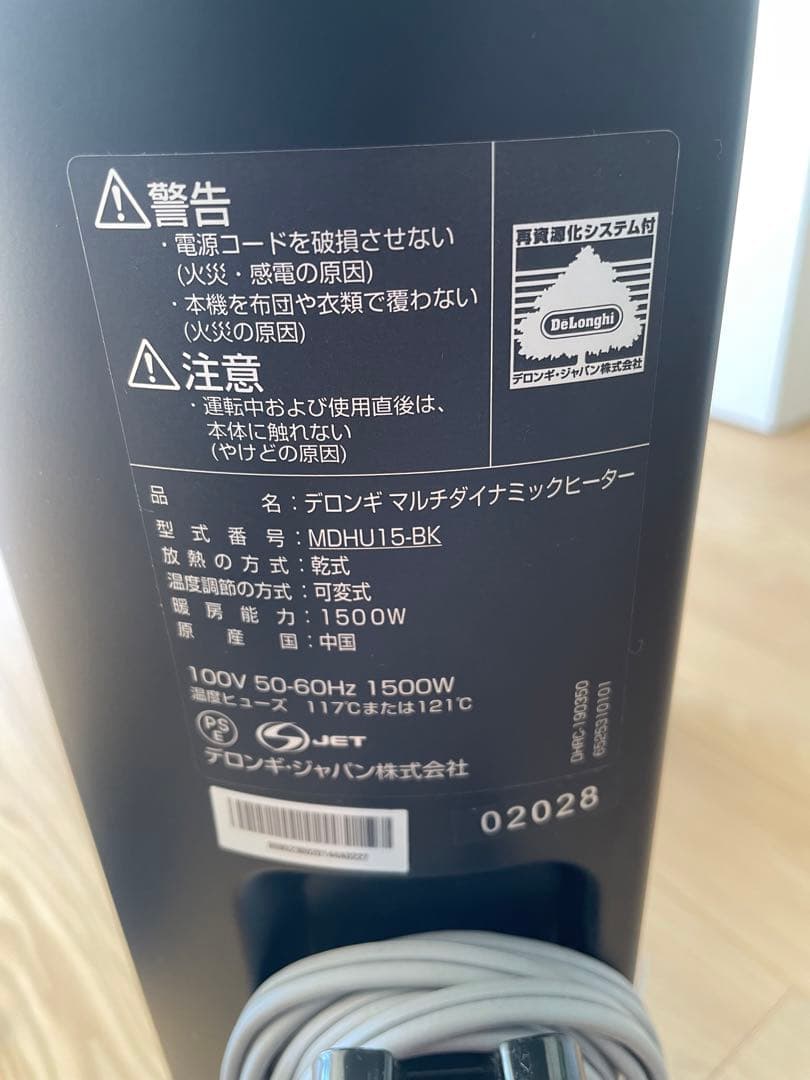 警告
・電源コードを破損させない
(火災・感電の原因)
・本機を布団や衣類で覆わない
(火災の原因)
注意
・運転中および使用直後は、
本体に触れない
(やけどの原因)
再資源化システム付
DeLonghi
デロンギ・ジャパン株式会社
品名：デロンギ マルチダイナミックヒーター
型式番号：MDHU15-BK
放熱の方式：乾式
温度調節の方式：可変式
暖房能力：1500W
原産国：中国
100V 50-60Hz 1500W
温度ヒューズ 117℃または121℃
PSE
JET
デロンギ・ジャパン株式会社
DHRC-190350
6525310101
02028